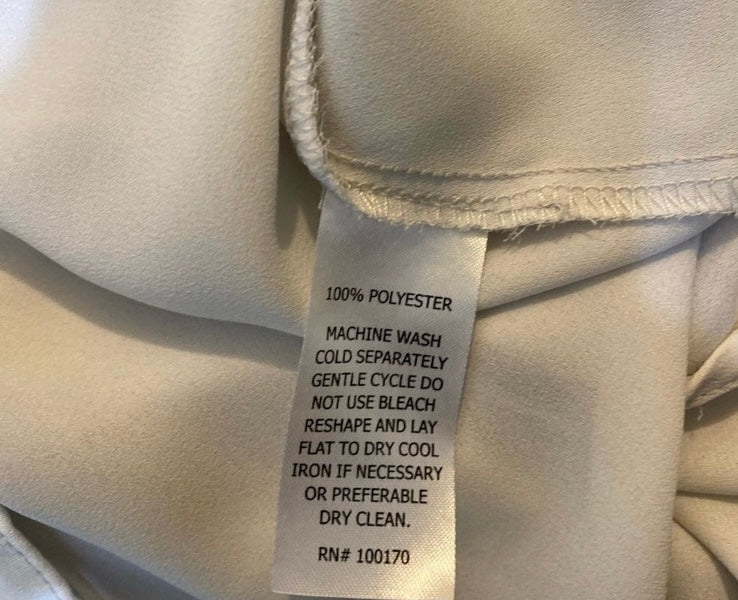 100% POLYESTER
MACHINE WASH
COLD SEPARATELY
GENTLE CYCLE DO
NOT USE BLEACH
RESHAPE AND LAY
FLAT TO DRY COOL
IRON IF NECESSARY
OR PREFERABLE
DRY CLEAN.
RN# 100170